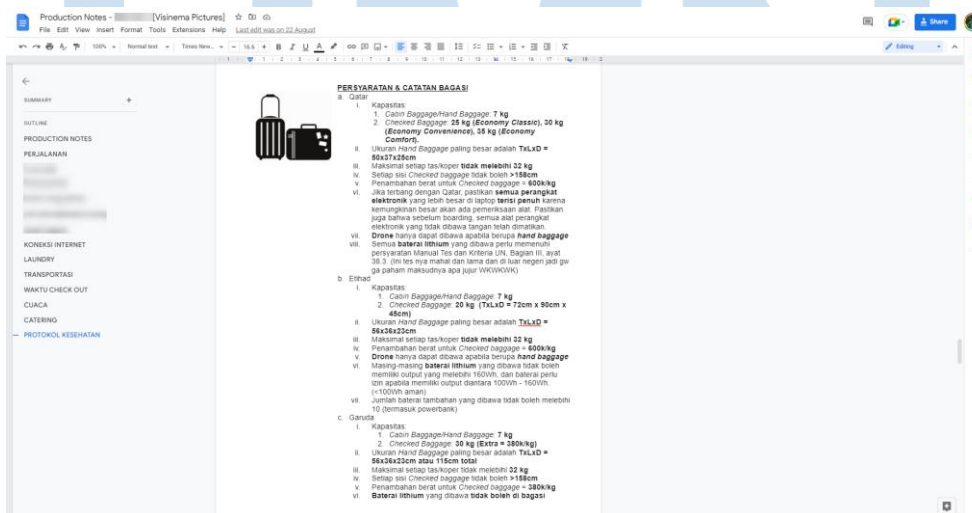 Production Notes - [Visinema Pictures]
File Edit View Insert Format Tools Extensions Help Last edit was on 22 August
Share
100% Normal text Times New... 16.5 B I U A
Editing
SUMMARY
OUTLINE
PRODUCTION NOTES
PERJALANAN
KONEKSI INTERNET
LAUNDRY
TRANSPORTASI
WAKTU CHECK OUT
CUACA
CATERING
PROTOKOL KESEHATAN
PERSYARATAN & CATATAN BAGASI
a. Qatar
i. Kapasitas:
1. Cabin Baggage/Hand Baggage: 7 kg
2. Checked Baggage: 25 kg (Economy Classic), 30 kg
(Economy Convenience), 35 kg (Economy
Comfort).
ii. Ukuran Hand Baggage paling besar adalah TxLxD =
50x37x25cm
iii. Maksimal setiap tas/koper tidak melebihi 32 kg
iv. Setiap sisi Checked baggage tidak boleh >158cm
v. Penambahan berat untuk Checked baggage = 600k/kg
vi. Jika terbang dengan Qatar, pastikan semua perangkat
elektronik yang lebih besar di laptop terisi penuh karena
kemungkinan besar akan ada pemeriksaan alat. Pastikan
juga bahwa sebelum boarding, semua alat perangkat
elektronik yang tidak dibawa tangan telah dimatikan.
vii. Drone hanya dapat dibawa apabila berupa hand baggage
viii. Semua baterai lithium yang dibawa perlu memenuhi
persyaratan Manual Tes dan Kriteria UN, Bagian III, ayat
38.3. (Ini tes nya mahal dan lama dan di luar negeri jadi gw
ga paham maksudnya apa jujur WKWKWK)
b. Etihad
i. Kapasitas:
1. Cabin Baggage/Hand Baggage: 7 kg
2. Checked Baggage: 20 kg (TxLxD = 72cm x 90cm x
45cm)
ii. Ukuran Hand Baggage paling besar adalah TxLxD =
56x36x23cm
iii. Maksimal setiap tas/koper tidak melebihi 32 kg
iv. Penambahan berat untuk Checked baggage = 600k/kg
v. Drone hanya dapat dibawa apabila berupa hand baggage
vi. Masing-masing baterai lithium yang dibawa tidak boleh
memiliki output yang melebihi 160Wh, dan baterai perlu
izin apabila memiliki output diantara 100Wh - 160Wh.
(<100Wh aman)
vii. Jumlah baterai tambahan yang dibawa tidak boleh melebihi
10 (termasuk powerbank)
c. Garuda
i. Kapasitas:
1. Cabin Baggage/Hand Baggage: 7 kg
2. Checked Baggage: 30 kg (Extra = 380k/kg)
ii. Ukuran Hand Baggage paling besar adalah TxLxD =
56x36x23cm atau 115cm total
iii. Maksimal setiap tas/koper tidak melebihi 32 kg
iv. Setiap sisi Checked baggage tidak boleh >158cm
v. Penambahan berat untuk Checked baggage = 380k/kg
vi. Baterai lithium yang dibawa tidak boleh di bagasi